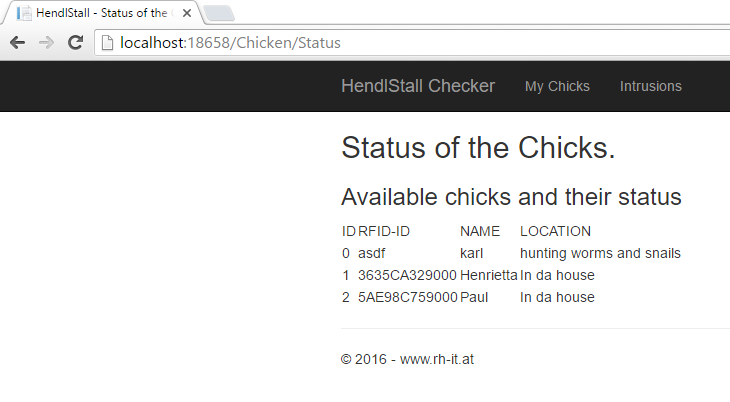 HendlStall - Status of the
localhost:18658/Chicken/Status
HendlStall Checker My Chicks Intrusions
Status of the Chicks.
Available chicks and their status
ID RFID-ID NAME LOCATION
0 asdf karl hunting worms and snails
1 3635CA329000 Henrietta In da house
2 5AE98C759000 Paul In da house
© 2016 - www.rh-it.at